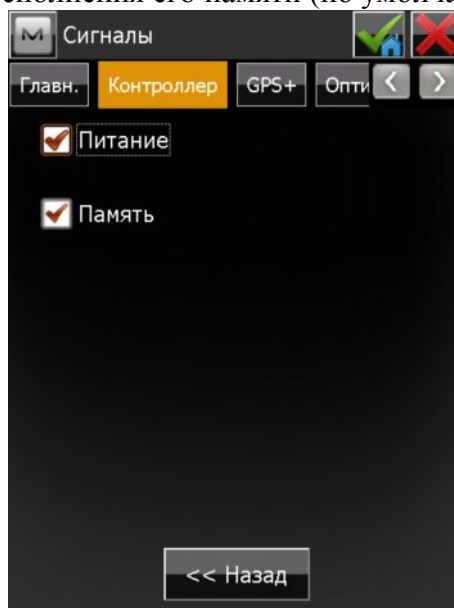 Сигналы
Главн. Контроллер GPS+ Опти
Питание
Память
<< Назад